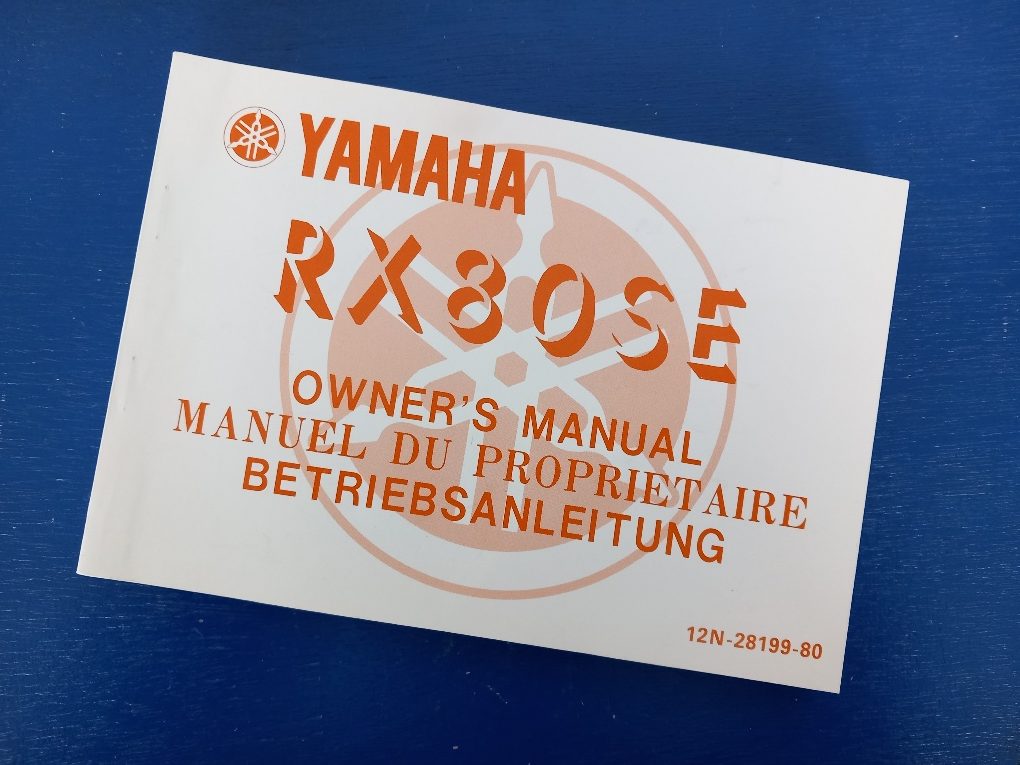 YAMAHA
RX80SE
OWNER'S MANUAL
MANUEL DU PROPRIETAIRE
BETRIEBSANLEITUNG
12N-28199-80